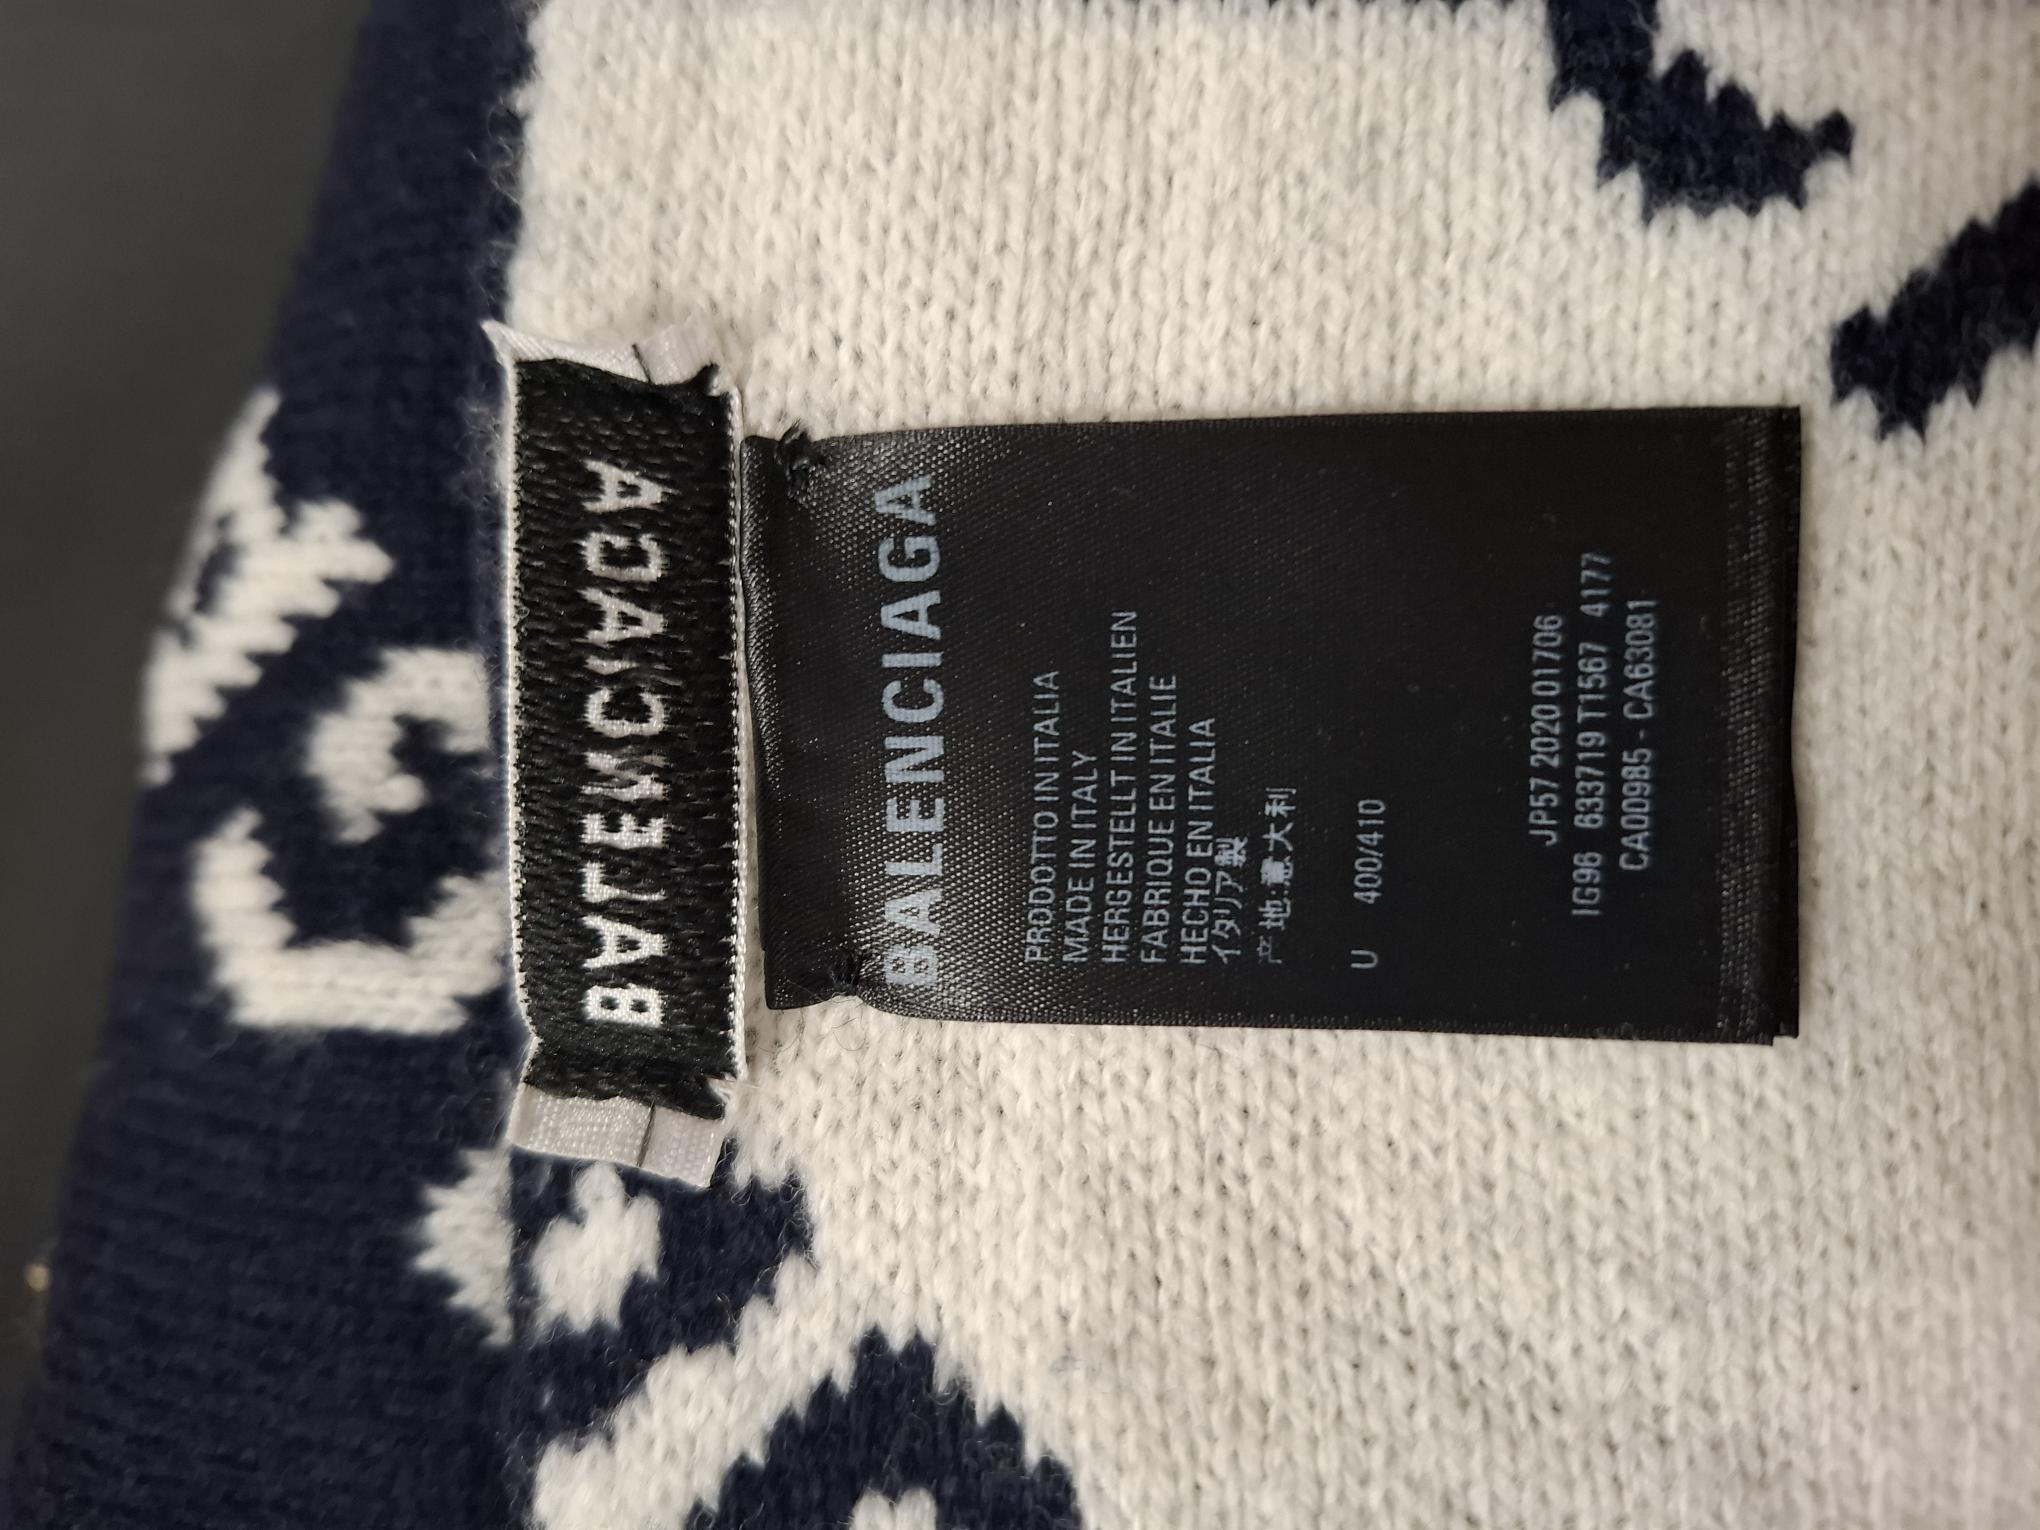 BALENCIAGA
BALENCIAGA
PRODOTTO IN ITALIA
MADE IN ITALY
HERGESTELLT IN ITALIEN
FABRIQUE EN ITALIE
HECHO EN ITALIA
イタリア製
产地:意大利
U 400/410
JP57 2020 01706
IG96 633719 T1567 4177
CA00985 - CA63081